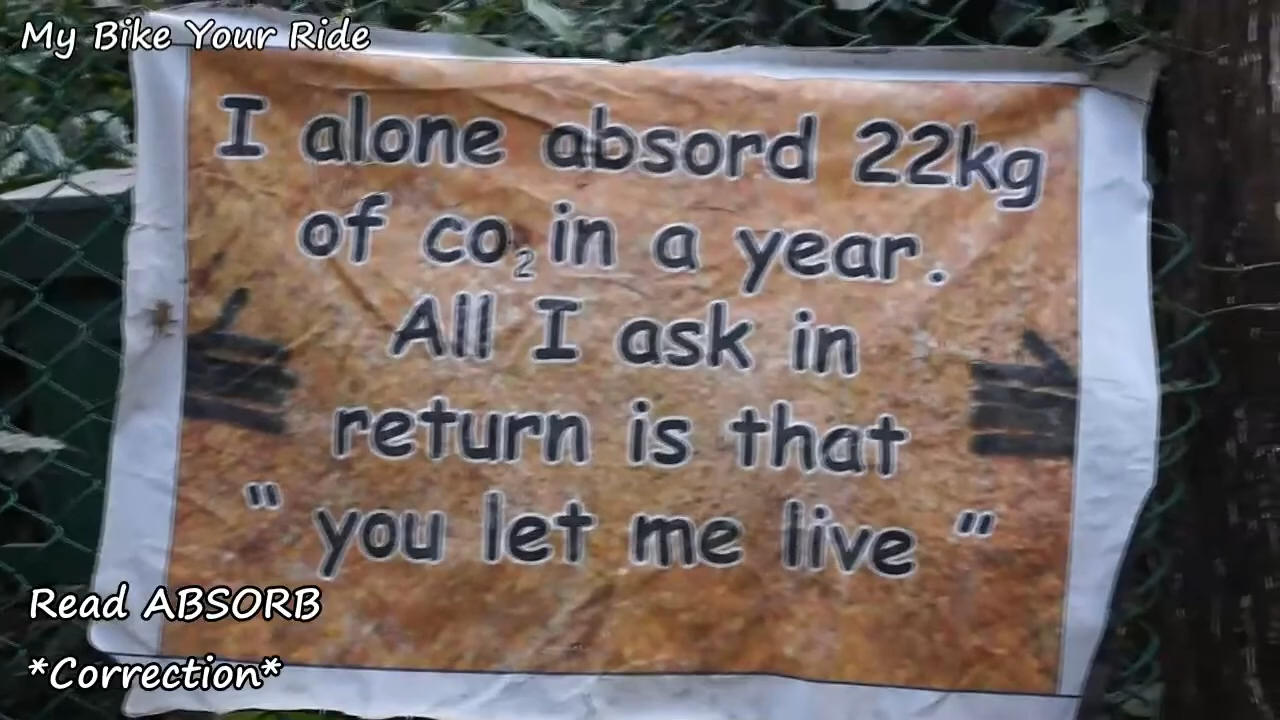 My Bike Your Ride
I alone absord 22kg
of co₂ in a year.
All I ask in
return is that
" you let me live "
Read ABSORB
*Correction*